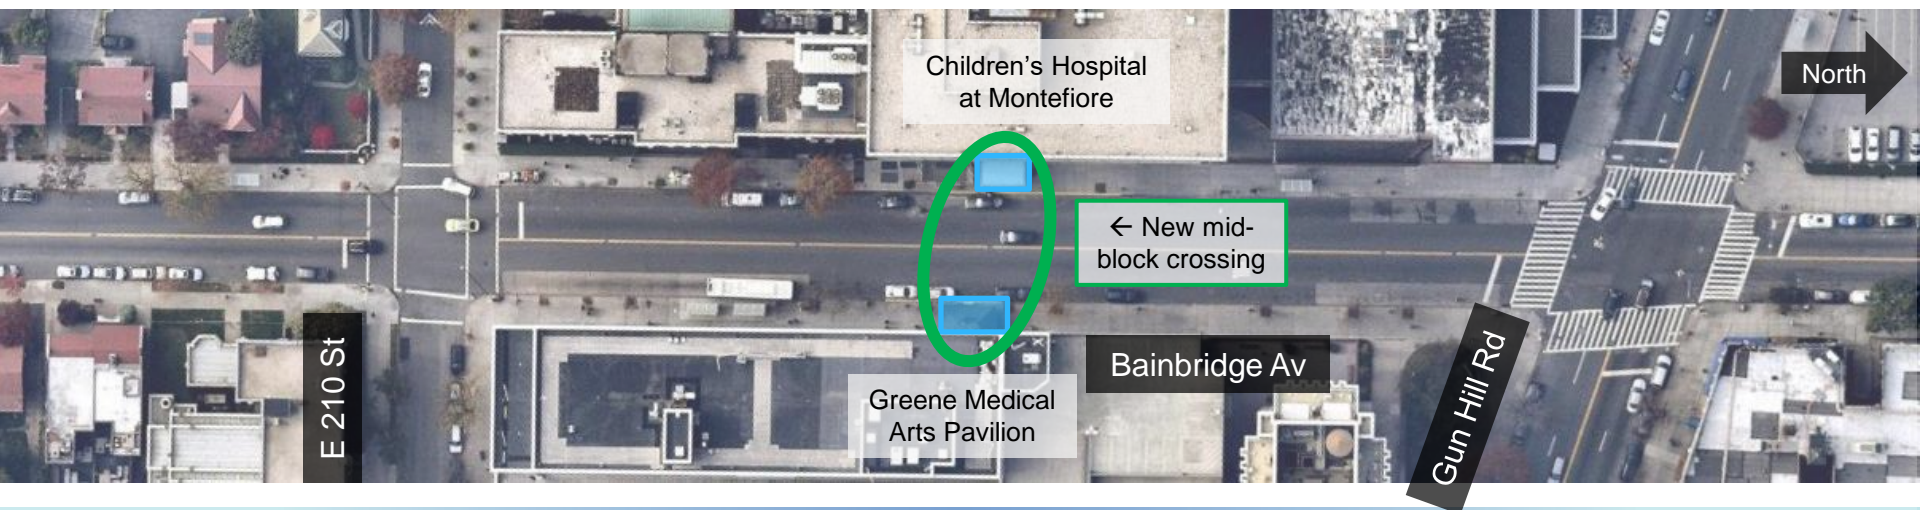 Children's Hospital
at Montefiore
North
← New mid-
block crossing
E 210 St
Bainbridge Av
Gun Hill Rd
Greene Medical
Arts Pavilion